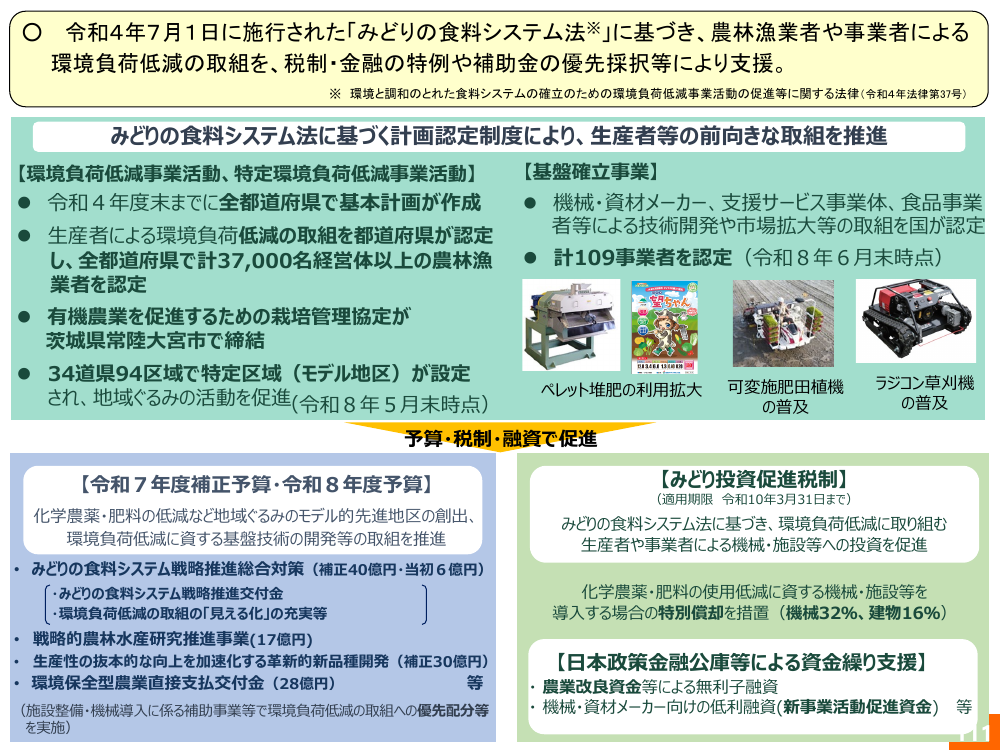 ○　令和４年７月１日に施行された「みどりの食料システム法※」に基づき、農林漁業者や事業者による
環境負荷低減の取組を、税制・金融の特例や補助金の優先採択等により支援。
※　環境と調和のとれた食料システムの確立のための環境負荷低減事業活動の促進等に関する法律（令和４年法律第37号）
みどりの食料システム法に基づく計画認定制度により、生産者等の前向きな取組を推進
【環境負荷低減事業活動、特定環境負荷低減事業活動】
● 令和４年度末までに全都道府県で基本計画が作成
● 生産者による環境負荷低減の取組を都道府県が認定
し、全都道府県で計37,000名経営体以上の農林漁
業者を認定
● 有機農業を促進するための栽培管理協定が
茨城県常陸大宮市で締結
● 34道県94区域で特定区域（モデル地区）が設定
され、地域ぐるみの活動を促進(令和８年５月末時点）
【基盤確立事業】
● 機械・資材メーカー、支援サービス事業体、食品事業
者等による技術開発や市場拡大等の取組を国が認定
● 計109事業者を認定（令和８年６月末時点）
ペレット堆肥の利用拡大
可変施肥田植機
の普及
ラジコン草刈機
の普及
予算・税制・融資で促進
【令和７年度補正予算・令和８年度予算】
化学農薬・肥料の低減など地域ぐるみのモデル的先進地区の創出、
環境負荷低減に資する基盤技術の開発等の取組を推進
・ みどりの食料システム戦略推進総合対策（補正40億円・当初６億円）
・みどりの食料システム戦略推進交付金
・環境負荷低減の取組の「見える化」の充実等
・ 戦略的農林水産研究推進事業(17億円)
・ 生産性の抜本的な向上を加速化する革新的新品種開発（補正30億円）
・ 環境保全型農業直接支払交付金（28億円）　等
（施設整備・機械導入に係る補助事業等で環境負荷低減の取組への優先配分等
を実施）
【みどり投資促進税制】
（適用期限　令和10年3月31日まで）
みどりの食料システム法に基づき、環境負荷低減に取り組む
生産者や事業者による機械・施設等への投資を促進
化学農薬・肥料の使用低減に資する機械・施設等を
導入する場合の特別償却を措置（機械32%、建物16%）
【日本政策金融公庫等による資金繰り支援】
・ 農業改良資金等による無利子融資
・ 機械・資材メーカー向けの低利融資(新事業活動促進資金)　等